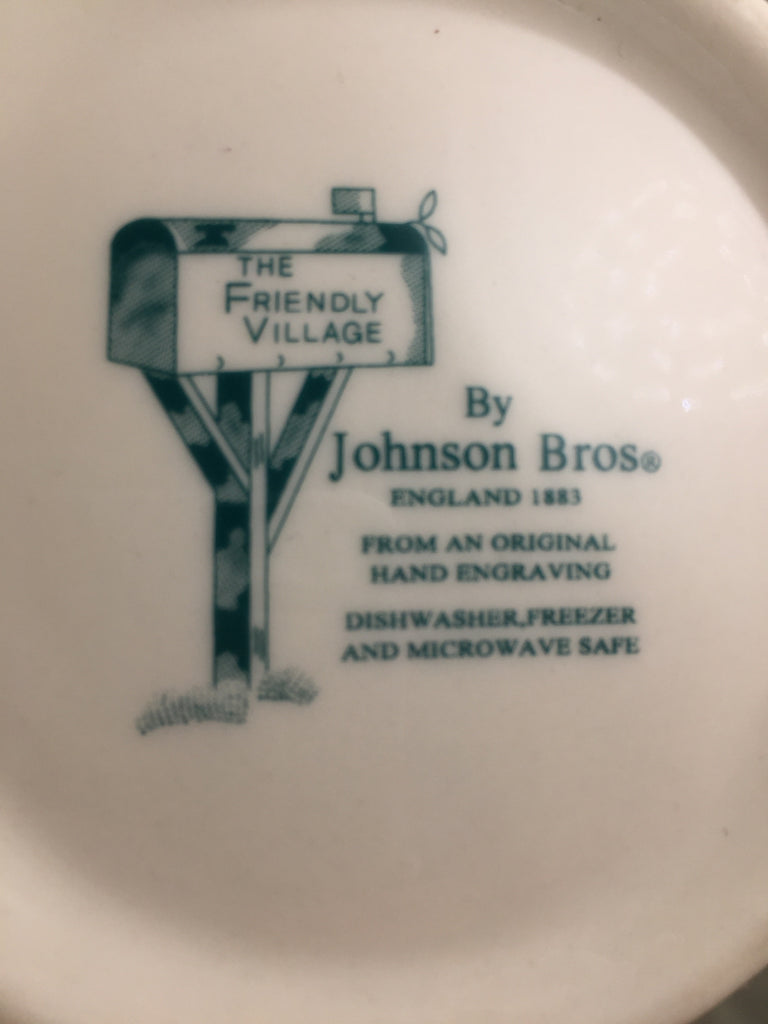 THE
FRIENDLY
VILLAGE
By
Johnson Bros®
ENGLAND 1883
FROM AN ORIGINAL
HAND ENGRAVING
DISHWASHER,FREEZER
AND MICROWAVE SAFE